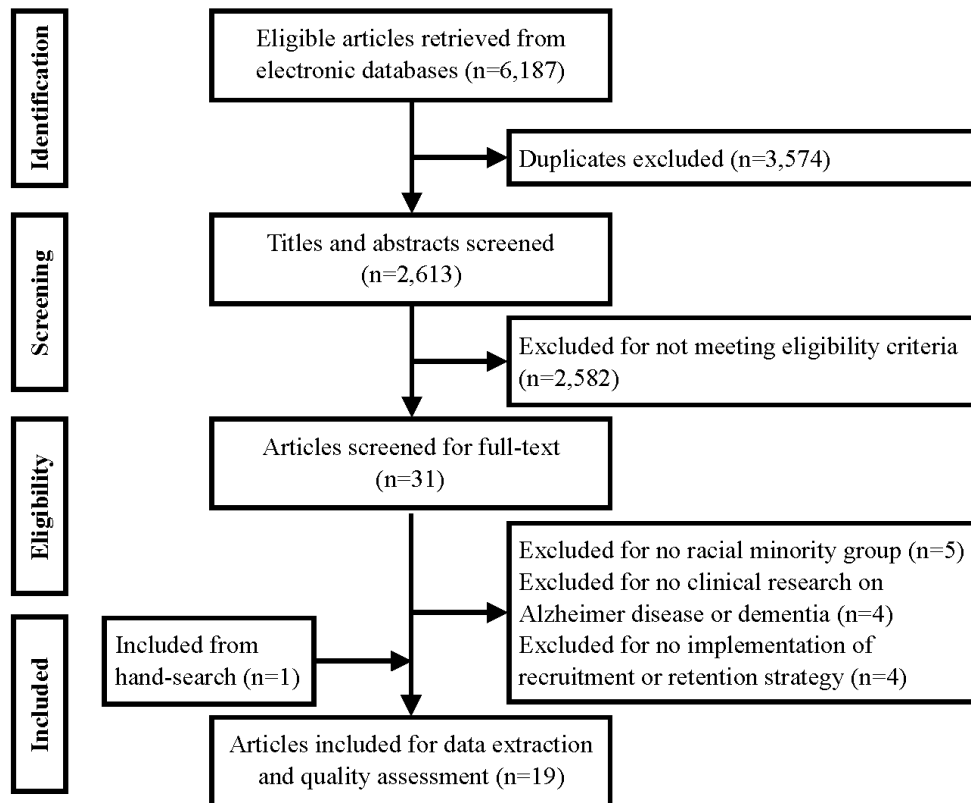 Identification
Eligible articles retrieved from
electronic databases (n=6,187)
Duplicates excluded (n=3,574)
Screening
Titles and abstracts screened
(n=2,613)
Excluded for not meeting eligibility criteria
(n=2,582)
Eligibility
Articles screened for full-text
(n=31)
Excluded for no racial minority group (n=5)
Excluded for no clinical research on
Alzheimer disease or dementia (n=4)
Excluded for no implementation of
recruitment or retention strategy (n=4)
Included
Included from
hand-search (n=1)
Articles included for data extraction
and quality assessment (n=19)